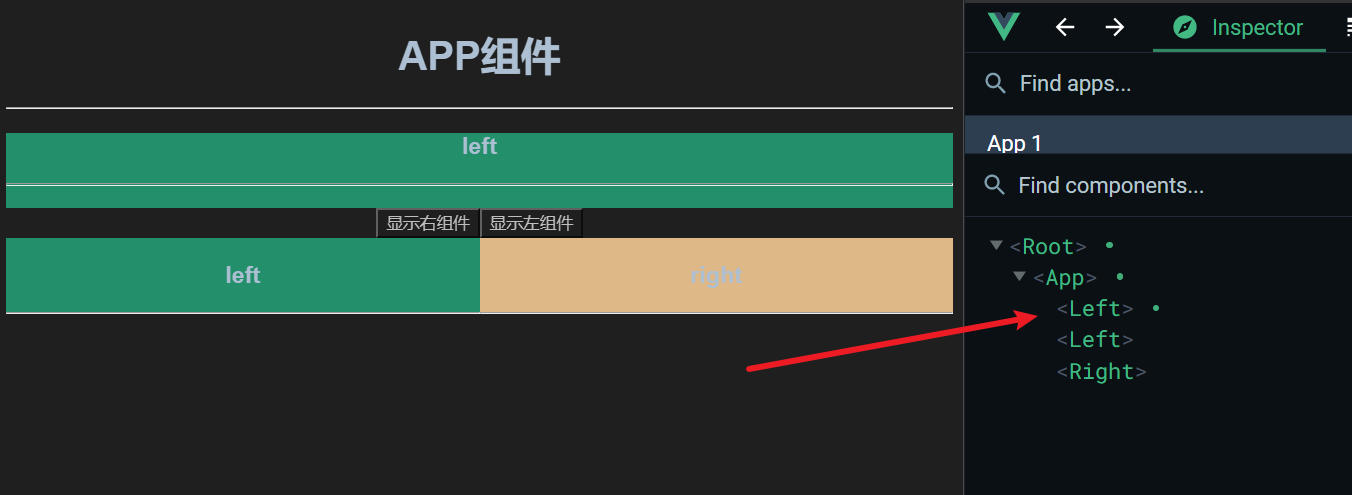 APP组件
left
显示右组件 显示左组件
left right
Inspector
Find apps...
App 1
Find components...
<Root>
<App>
<Left>
<Left>
<Right>